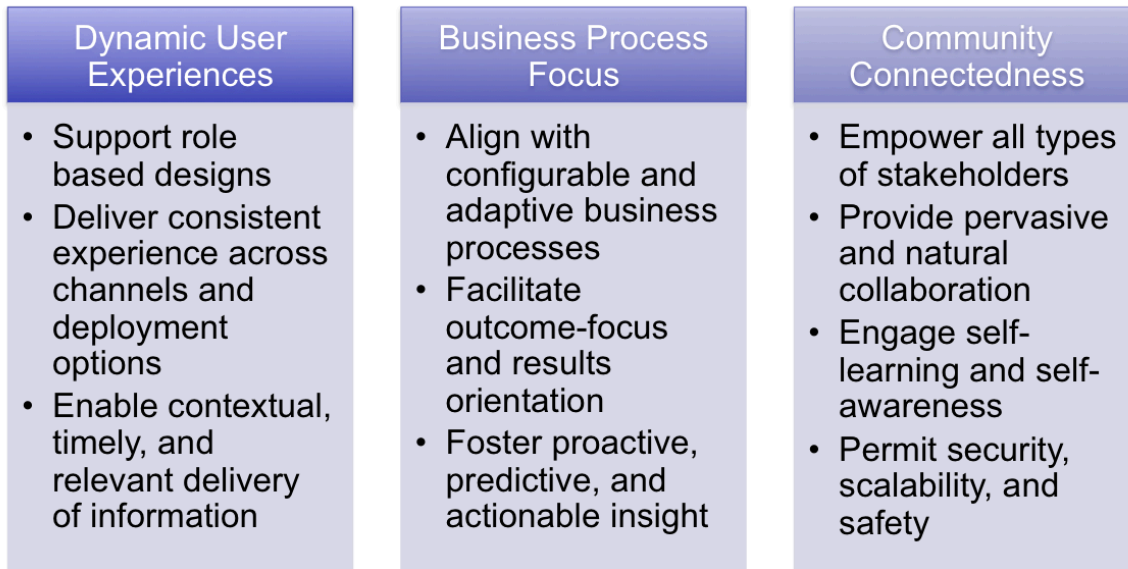 Dynamic User
Experiences
• Support role
based designs
• Deliver consistent
experience across
channels and
deployment
options
• Enable contextual,
timely, and
relevant delivery
of information
Business Process
Focus
• Align with
configurable and
adaptive business
processes
• Facilitate
outcome-focus
and results
orientation
• Foster proactive,
predictive, and
actionable insight
Community
Connectedness
• Empower all types
of stakeholders
• Provide pervasive
and natural
collaboration
• Engage self-
learning and self-
awareness
• Permit security,
scalability, and
safety